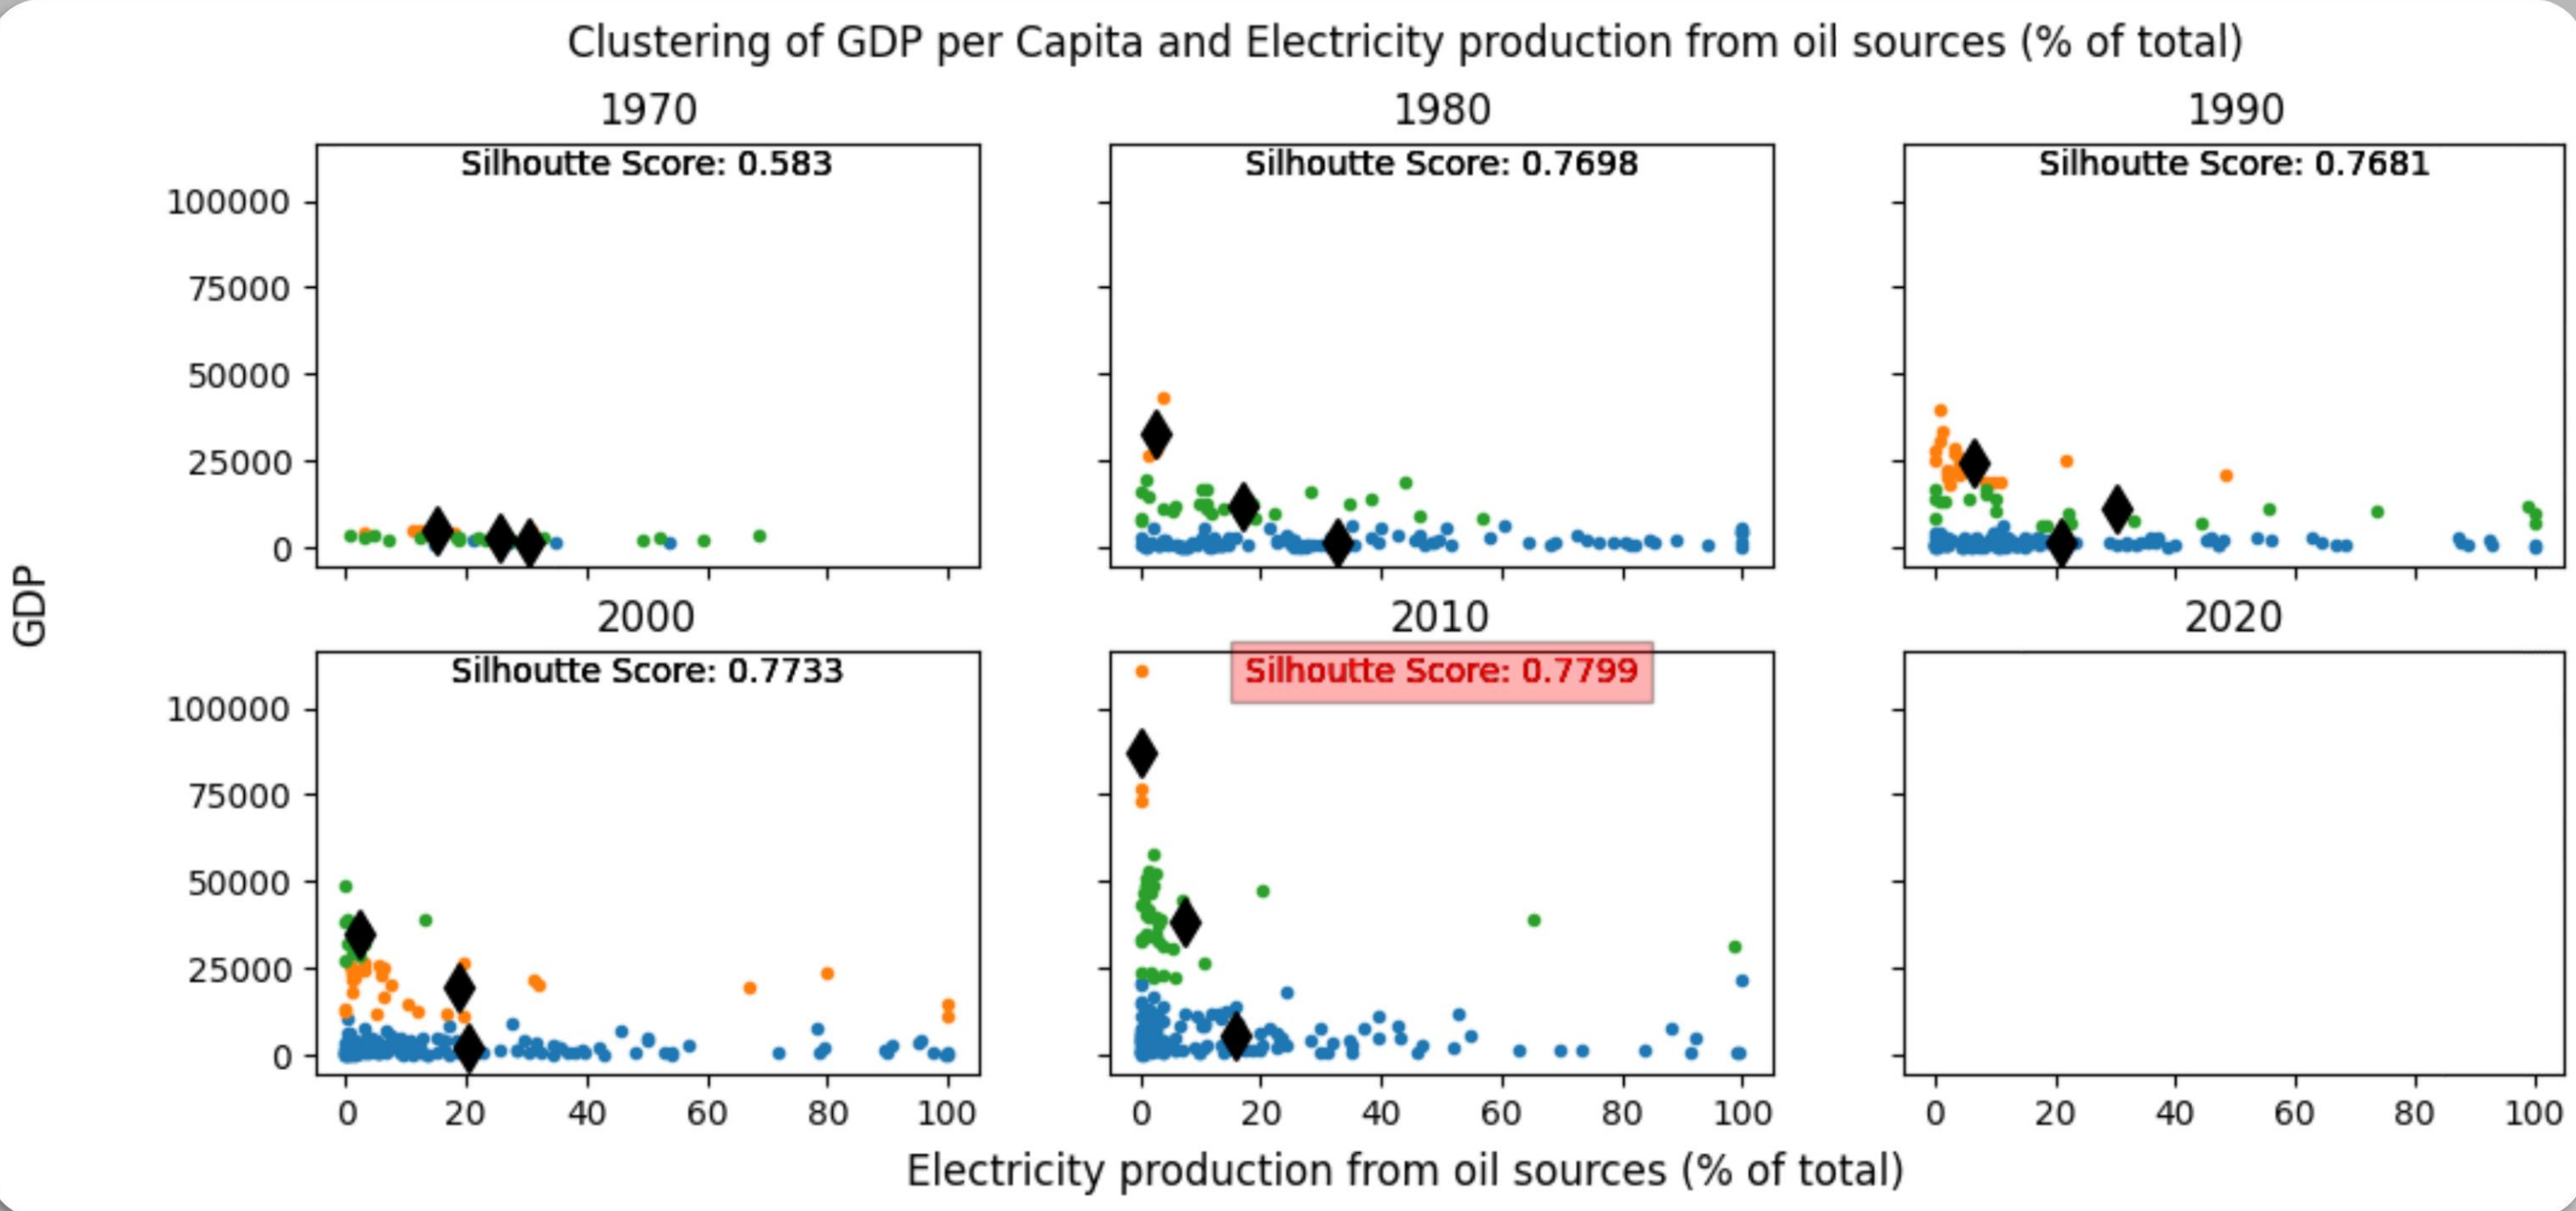 Clustering of GDP per Capita and Electricity production from oil sources (% of total)
1970
1980
1990
Silhoutte Score: 0.583
Silhoutte Score: 0.7698
Silhoutte Score: 0.7681
100000
75000
50000
25000
0
GDP
2000
2010
2020
Silhoutte Score: 0.7733
Silhoutte Score: 0.7799
100000
75000
50000
25000
0
0 20 40 60 80 100
0 20 40 60 80 100
0 20 40 60 80 100
Electricity production from oil sources (% of total)